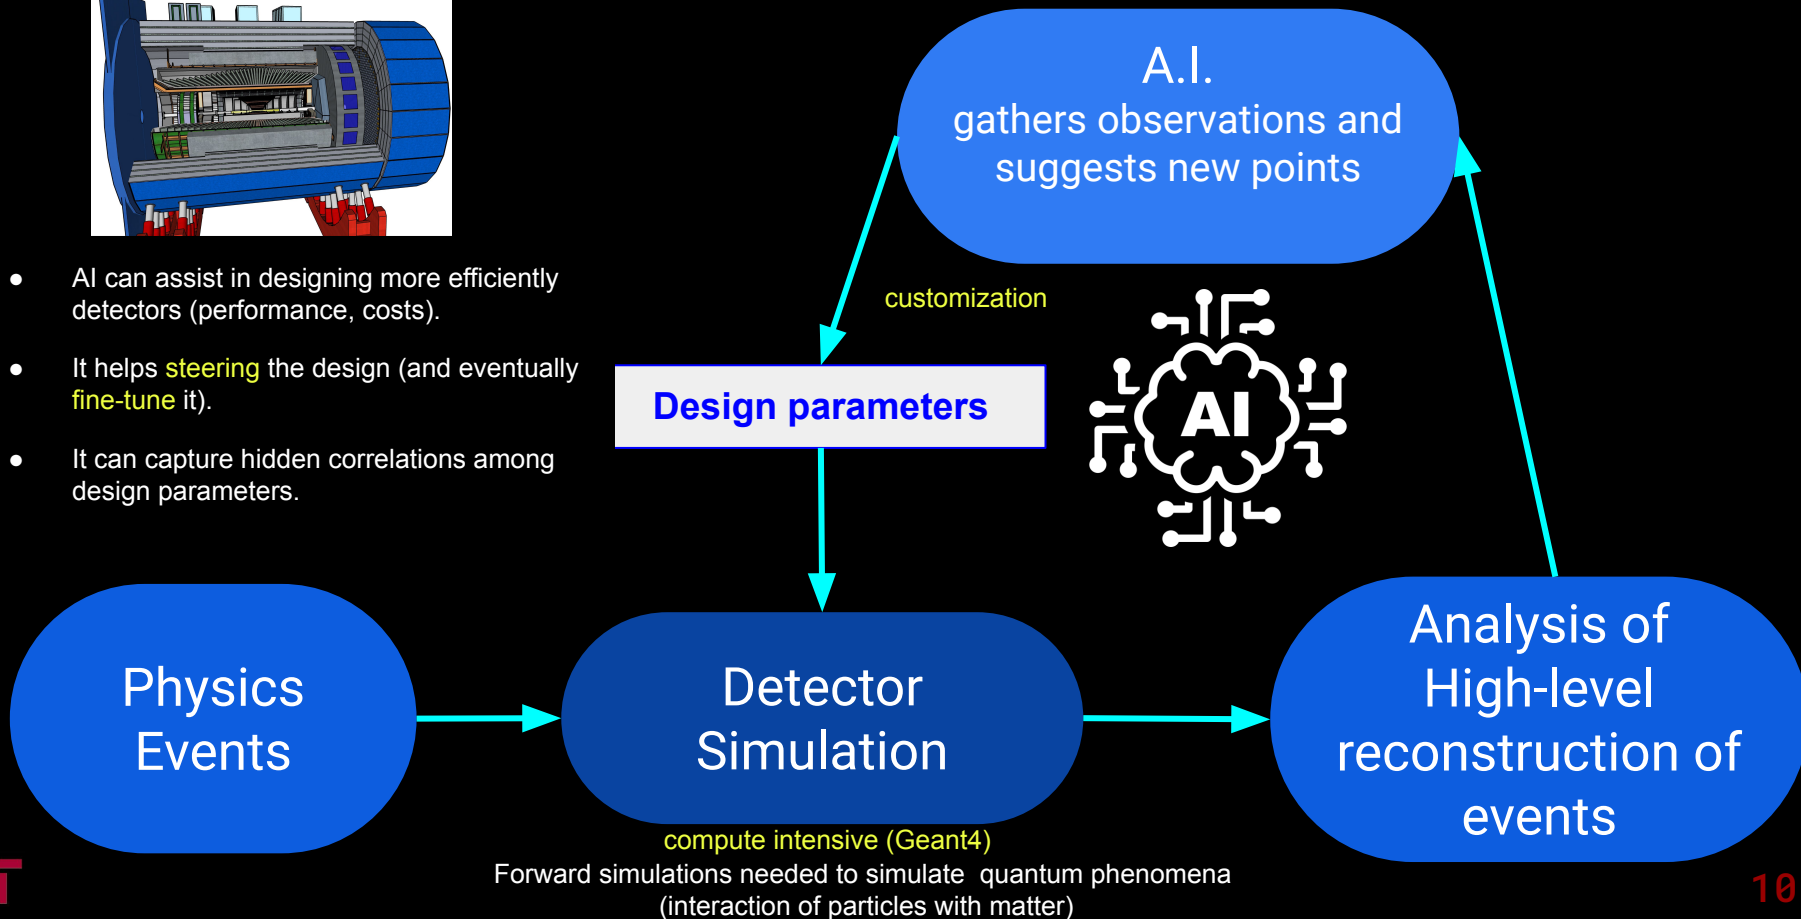 ● AI can assist in designing more efficiently
detectors (performance, costs).
● It helps steering the design (and eventually
fine-tune it).
● It can capture hidden correlations among
design parameters.
A.I.
gathers observations and
suggests new points
customization
Design parameters
AI
Physics
Events
Detector
Simulation
Analysis of
High-level
reconstruction of
events
compute intensive (Geant4)
Forward simulations needed to simulate quantum phenomena
(interaction of particles with matter)
10